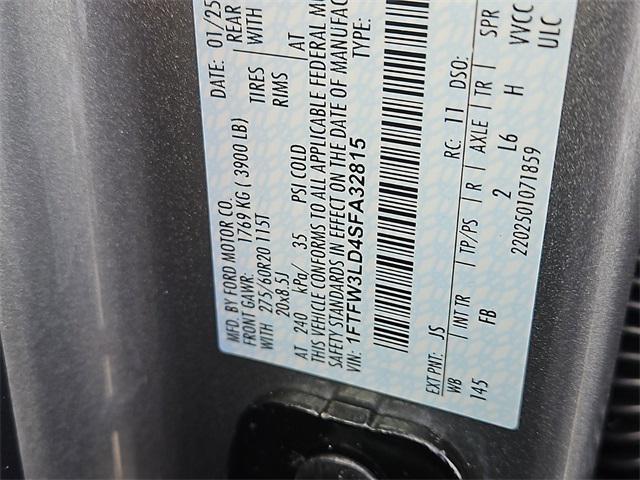 MFD. BY FORD MOTOR CO. DATE: 01/25
FRONT GAWR: 1769 KG ( 3900 LB) REAR
WITH 275/60R20 115T TIRES WITH
20x8.5J RIMS
AT 240 kPa/ 35 PSI COLD AT
THIS VEHICLE CONFORMS TO ALL APPLICABLE FEDERAL
SAFETY STANDARDS IN EFFECT ON THE DATE OF MANUFAC
VIN: 1FTFW3LD4SFA32815 TYPE:
EXT PNT: JS RC: 11 DSO:
WB INT TR TP/PS R AXLE TR SPR
145 FB 2 L6 H VVCC
2202501071859 ULC